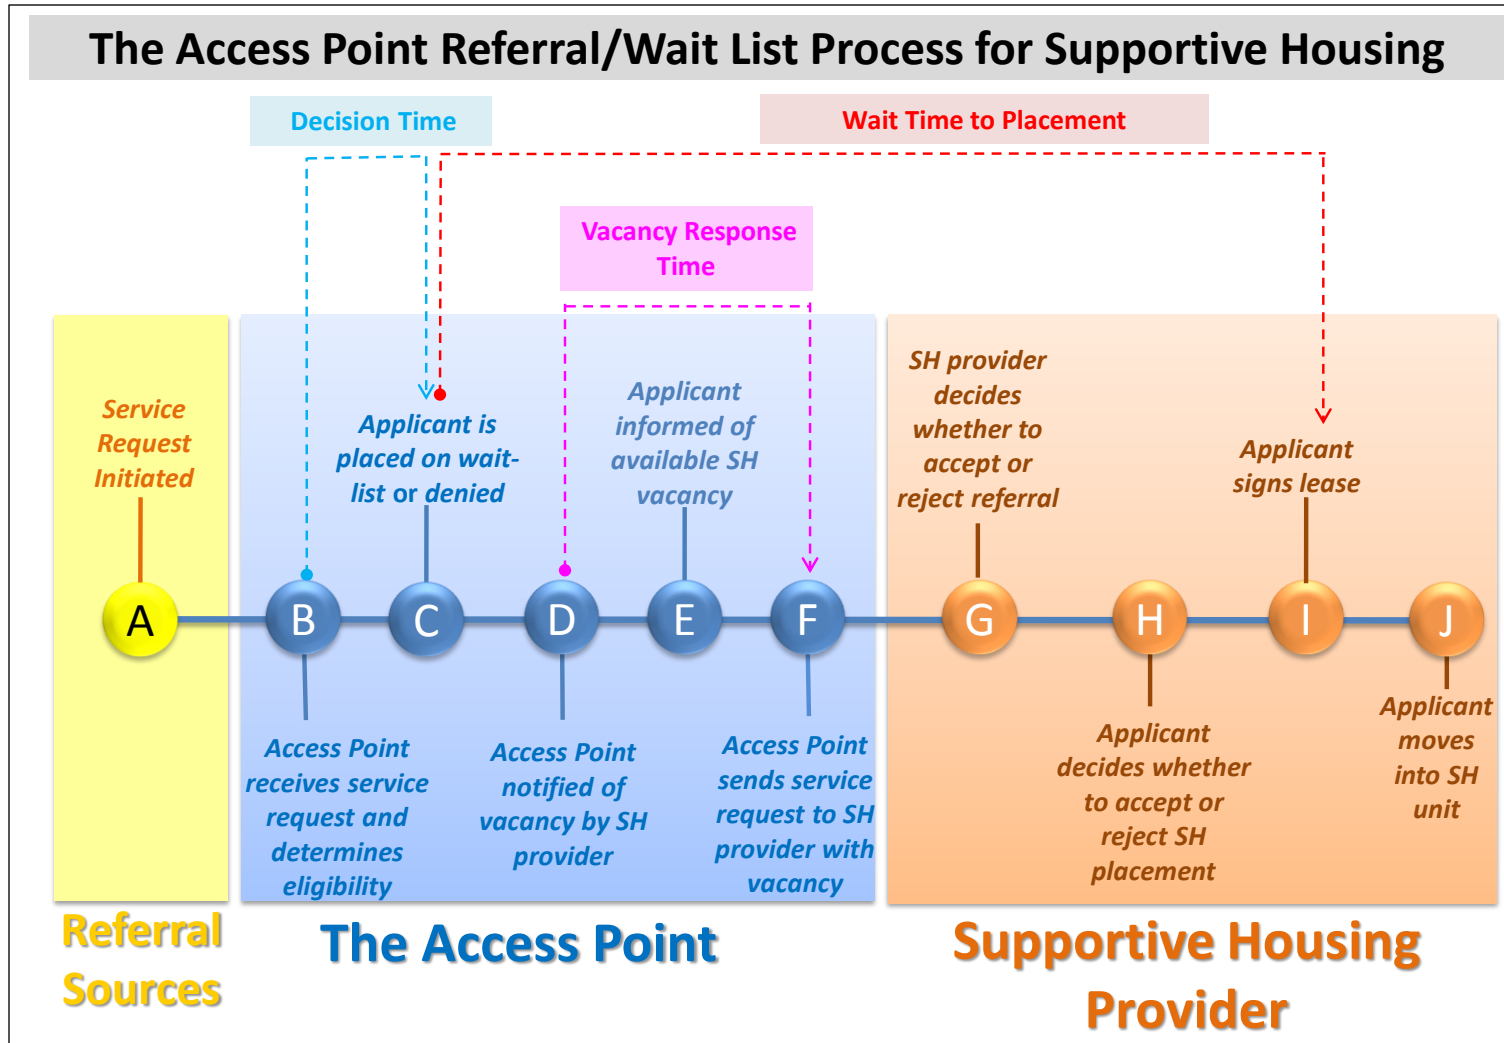 The Access Point Referral/Wait List Process for Supportive Housing
Decision Time
Wait Time to Placement
Vacancy Response
Time
Service
Request
Initiated
Applicant is
placed on wait-
list or denied
Applicant
informed of
available SH
vacancy
SH provider
decides
whether to
accept or
reject referral
Applicant
signs lease
A
B
C
D
E
F
G
H
I
J
Access Point
receives service
request and
determines
eligibility
Access Point
notified of
vacancy by SH
provider
Access Point
sends service
request to SH
provider with
vacancy
Applicant
decides whether
to accept or
reject SH
placement
Applicant
moves
into SH
unit
Referral
Sources
The Access Point
Supportive Housing
Provider